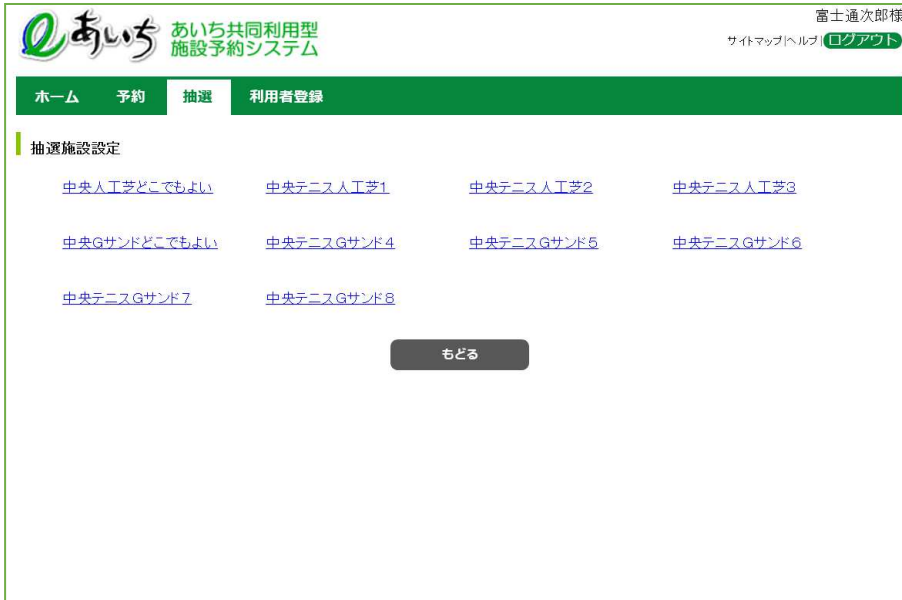 あいち
あいち共同利用型
施設予約システム
富士通次郎様
サイトマップ|ヘルプ|ログアウト
ホーム 予約 抽選 利用者登録
抽選施設設定
中央人工芝どこでもよい 中央テニス人工芝1 中央テニス人工芝2 中央テニス人工芝3
中央Gサンドどこでもよい 中央テニスGサンド4 中央テニスGサンド5 中央テニスGサンド6
中央テニスGサンド7 中央テニスGサンド8
もどる